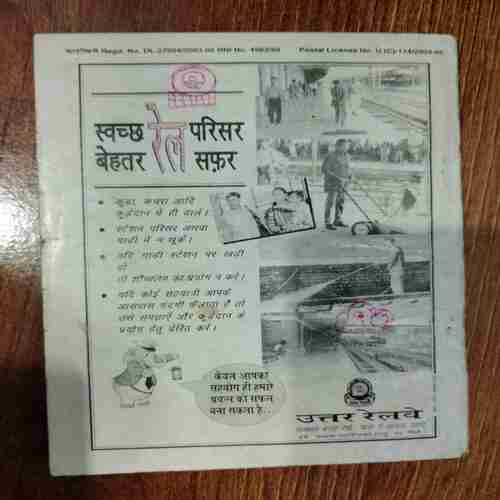 स्वच्छ रेल परिसर
बेहतर सफ़र
कूड़ा, कचरा आदि
कूड़ेदान में ही डालें।
स्टेशन परिसर अथवा
गाड़ी में न थूकें।
यदि गाड़ी स्टेशन पर खड़ी
हो
तो शौचालय का प्रयोग न करें।
यदि कोई सहयात्री आपके
आसपास गंदगी फैलाता है तो
उसे समझाएँ और कूड़ेदान के
प्रयोग हेतु प्रेरित करें।
केवल आपका
सहयोग ही हमारे
प्रयत्न को सफल
बना सकता है...
उत्तर रेलवे